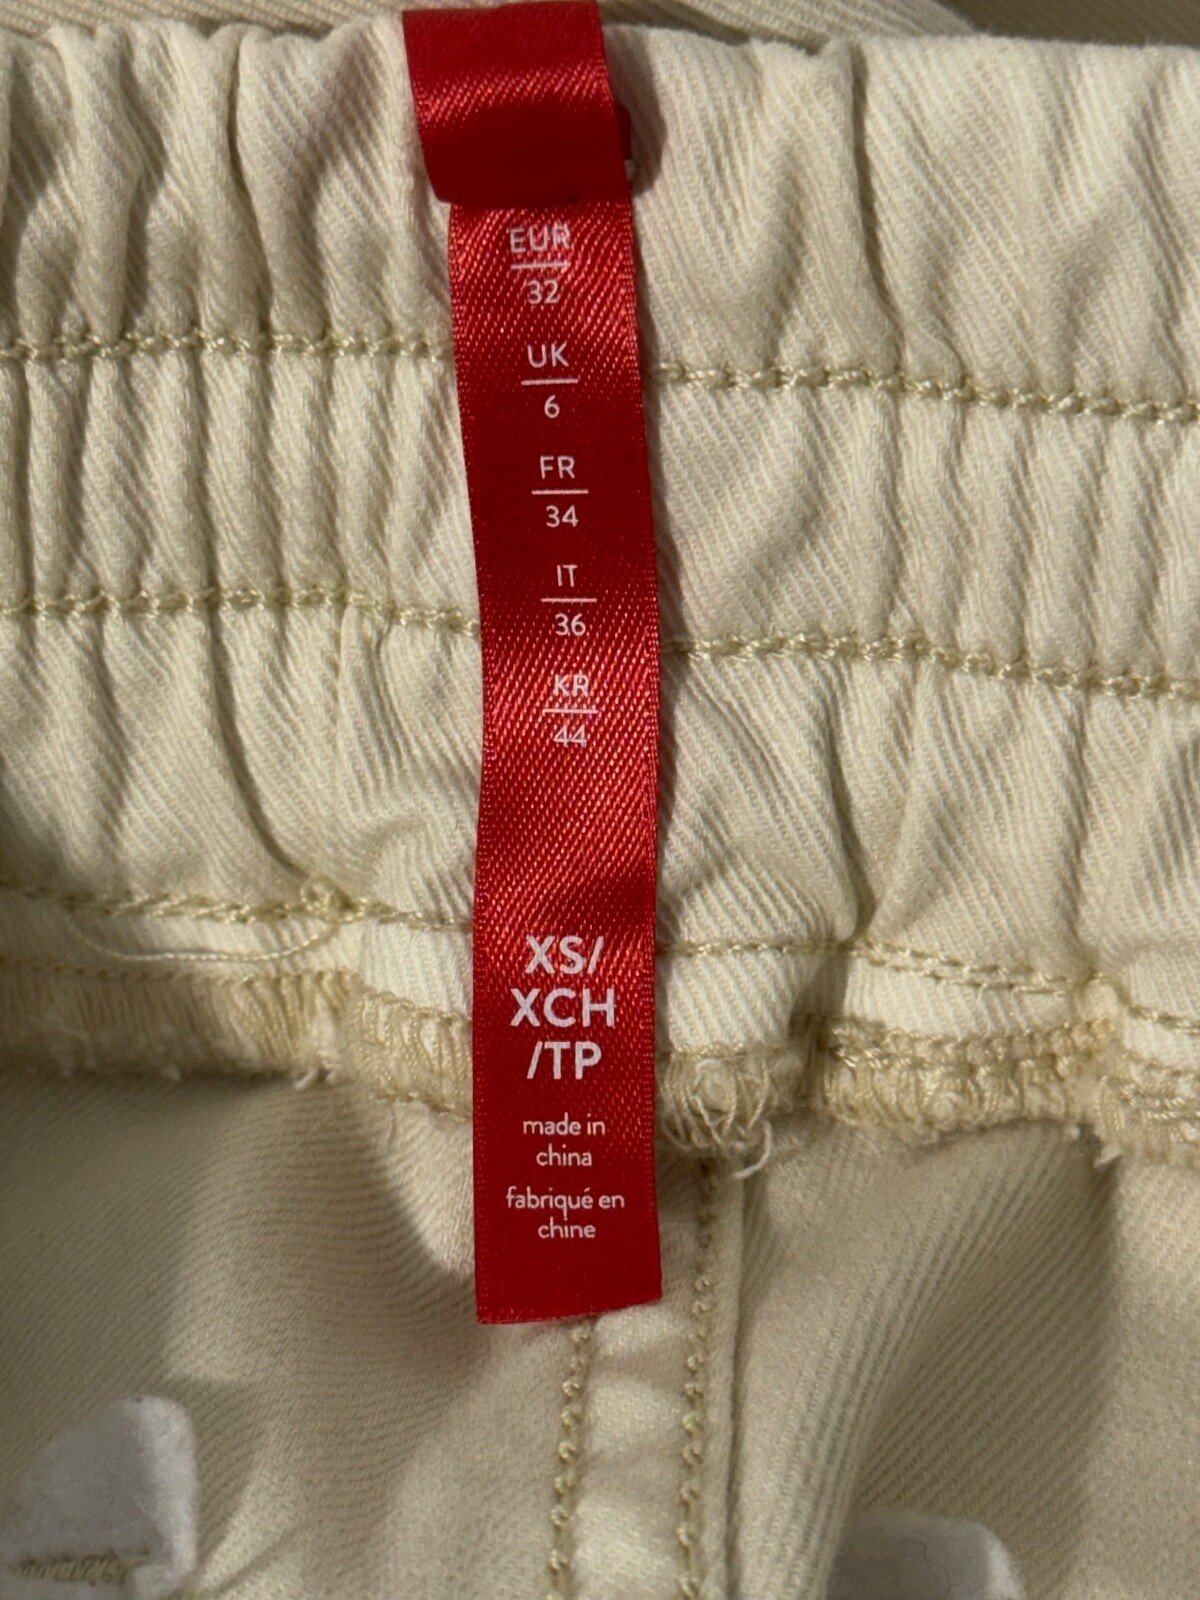 EUR
32
UK
6
FR
34
IT
36
KR
44
XS/
XCH
/TP
made in
china
fabriqué en
chine